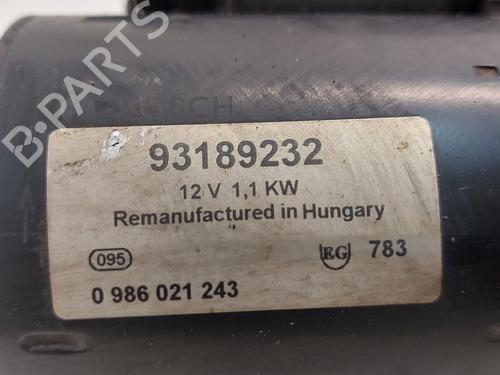 B-PARTS
BOSCH
93189232
12 V 1,1 KW
Remanufactured in Hungary
095
EG 783
0 986 021 243